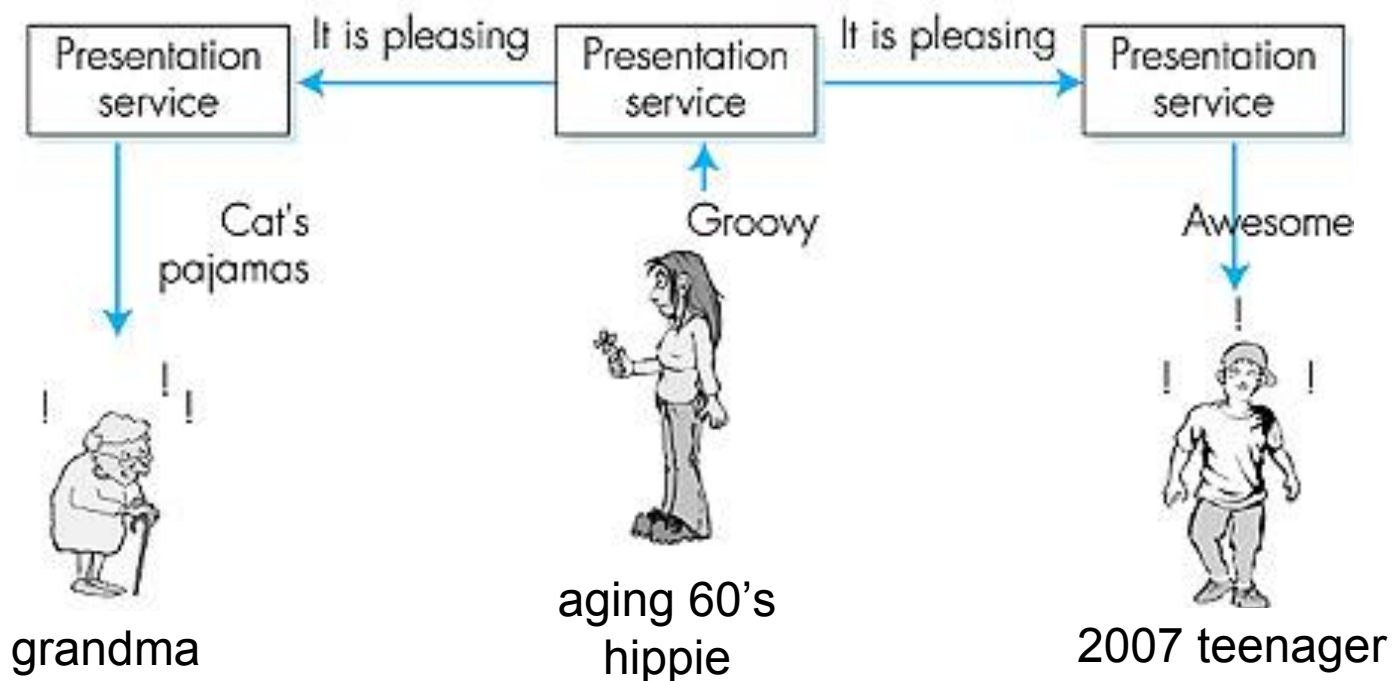 Presentation
service
It is pleasing
Presentation
service
It is pleasing
Presentation
service
Cat's
pajamas
Groovy
Awesome
!
!
!
!
!
!
grandma
aging 60’s
hippie
2007 teenager